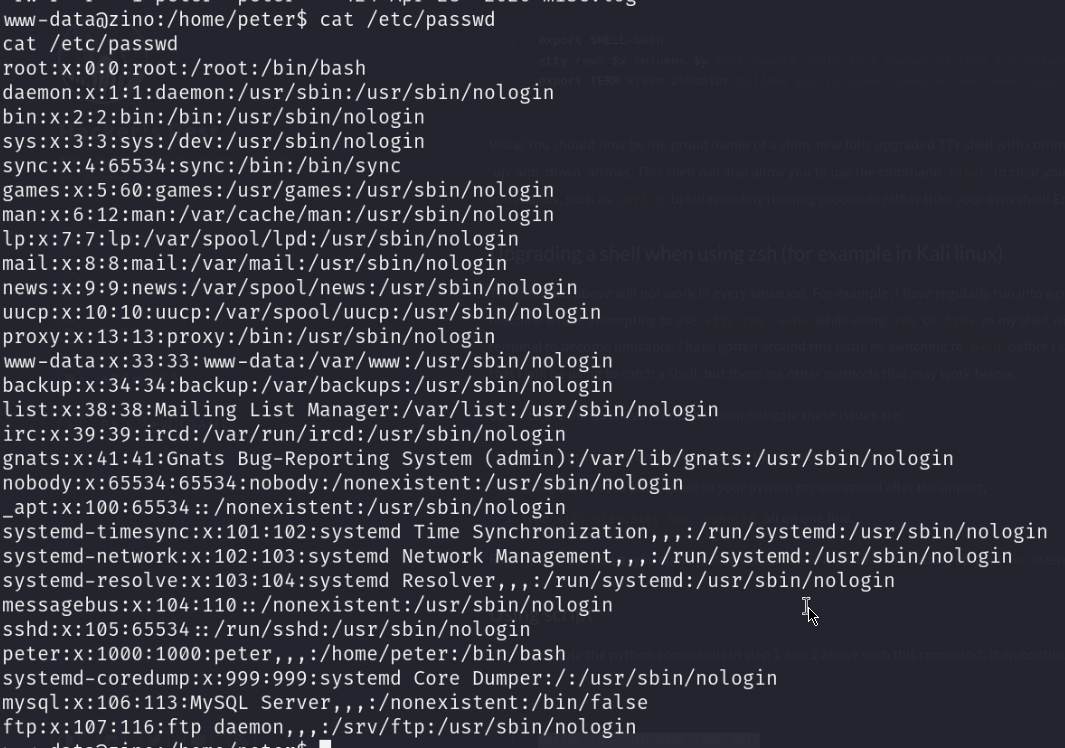 www-data@zino:/home/peter$ cat /etc/passwd
cat /etc/passwd
root:x:0:0:root:/root:/bin/bash
daemon:x:1:1:daemon:/usr/sbin:/usr/sbin/nologin
bin:x:2:2:bin:/bin:/usr/sbin/nologin
sys:x:3:3:sys:/dev:/usr/sbin/nologin
sync:x:4:65534:sync:/bin:/bin/sync
games:x:5:60:games:/usr/games:/usr/sbin/nologin
man:x:6:12:man:/var/cache/man:/usr/sbin/nologin
lp:x:7:7:lp:/var/spool/lpd:/usr/sbin/nologin
mail:x:8:8:mail:/var/mail:/usr/sbin/nologin
news:x:9:9:news:/var/spool/news:/usr/sbin/nologin
uucp:x:10:10:uucp:/var/spool/uucp:/usr/sbin/nologin
proxy:x:13:13:proxy:/bin:/usr/sbin/nologin
www-data:x:33:33:www-data:/var/www:/usr/sbin/nologin
backup:x:34:34:backup:/var/backups:/usr/sbin/nologin
list:x:38:38:Mailing List Manager:/var/list:/usr/sbin/nologin
irc:x:39:39:ircd:/var/run/ircd:/usr/sbin/nologin
gnats:x:41:41:Gnats Bug-Reporting System (admin):/var/lib/gnats:/usr/sbin/nologin
nobody:x:65534:65534:nobody:/nonexistent:/usr/sbin/nologin
_apt:x:100:65534::/nonexistent:/usr/sbin/nologin
systemd-timesync:x:101:102:systemd Time Synchronization,,,:/run/systemd:/usr/sbin/nologin
systemd-network:x:102:103:systemd Network Management,,,:/run/systemd:/usr/sbin/nologin
systemd-resolve:x:103:104:systemd Resolver,,,:/run/systemd:/usr/sbin/nologin
messagebus:x:104:110::/nonexistent:/usr/sbin/nologin
sshd:x:105:65534::/run/sshd:/usr/sbin/nologin
peter:x:1000:1000:peter,,,:/home/peter:/bin/bash
systemd-coredump:x:999:999:systemd Core Dumper:/:/usr/sbin/nologin
mysql:x:106:113:MySQL Server,,,:/nonexistent:/bin/false
ftp:x:107:116:ftp daemon,,,:/srv/ftp:/usr/sbin/nologin
www-data@zino:/home/peter$